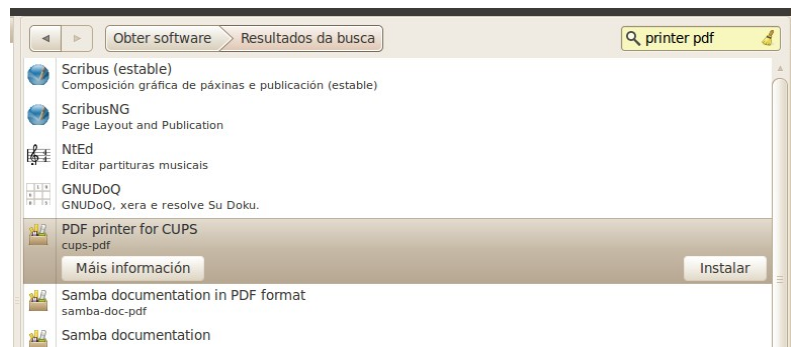 Obter software
Resultados da busca
printer pdf
Scribus (estable)
Composición gráfica de páxinas e publicación (estable)
ScribusNG
Page Layout and Publication
NtEd
Editar partituras musicais
GNUDoQ
GNUDoQ, xera e resolve Su Doku.
PDF printer for CUPS
cups-pdf
Máis información
Instalar
Samba documentation in PDF format
samba-doc-pdf
Samba documentation